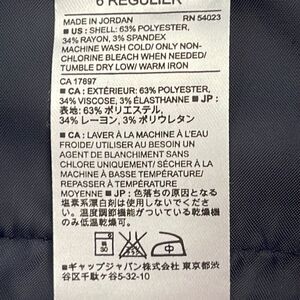 6 REGULIER
MADE IN JORDAN RN 54023
■ US : SHELL: 63% POLYESTER,
34% RAYON, 3% SPANDEX
MACHINE WASH COLD/ ONLY NON-
CHLORINE BLEACH WHEN NEEDED/
TUMBLE DRY LOW/ WARM IRON
CA 17897
■ CA : EXTÉRIEUR: 63% POLYESTER,
34% VISCOSE, 3% ÉLASTHANNE ■ JP :
表地: 63% ポリエステル,
34% レーヨン, 3% ポリウレタン
■ CA : LAVER À LA MACHINE À L'EAU
FROIDE/ UTILISER AU BESOIN UN
AGENT DE BLANCHIMENT SANS
CHLORE UNIQUEMENT/ SÉCHER À LA
MACHINE À BASSE TEMPÉRATURE/
REPASSER À TEMPÉRATURE
MOYENNE ■ JP : 色落ちの原因となる
塩素系漂白剤は使用しないでくださ
い。温度調節機能がついている乾燥機
のみ低温乾燥可。
30
■ ギャップジャパン株式会社 東京都渋
谷区千駄ヶ谷5-32-10